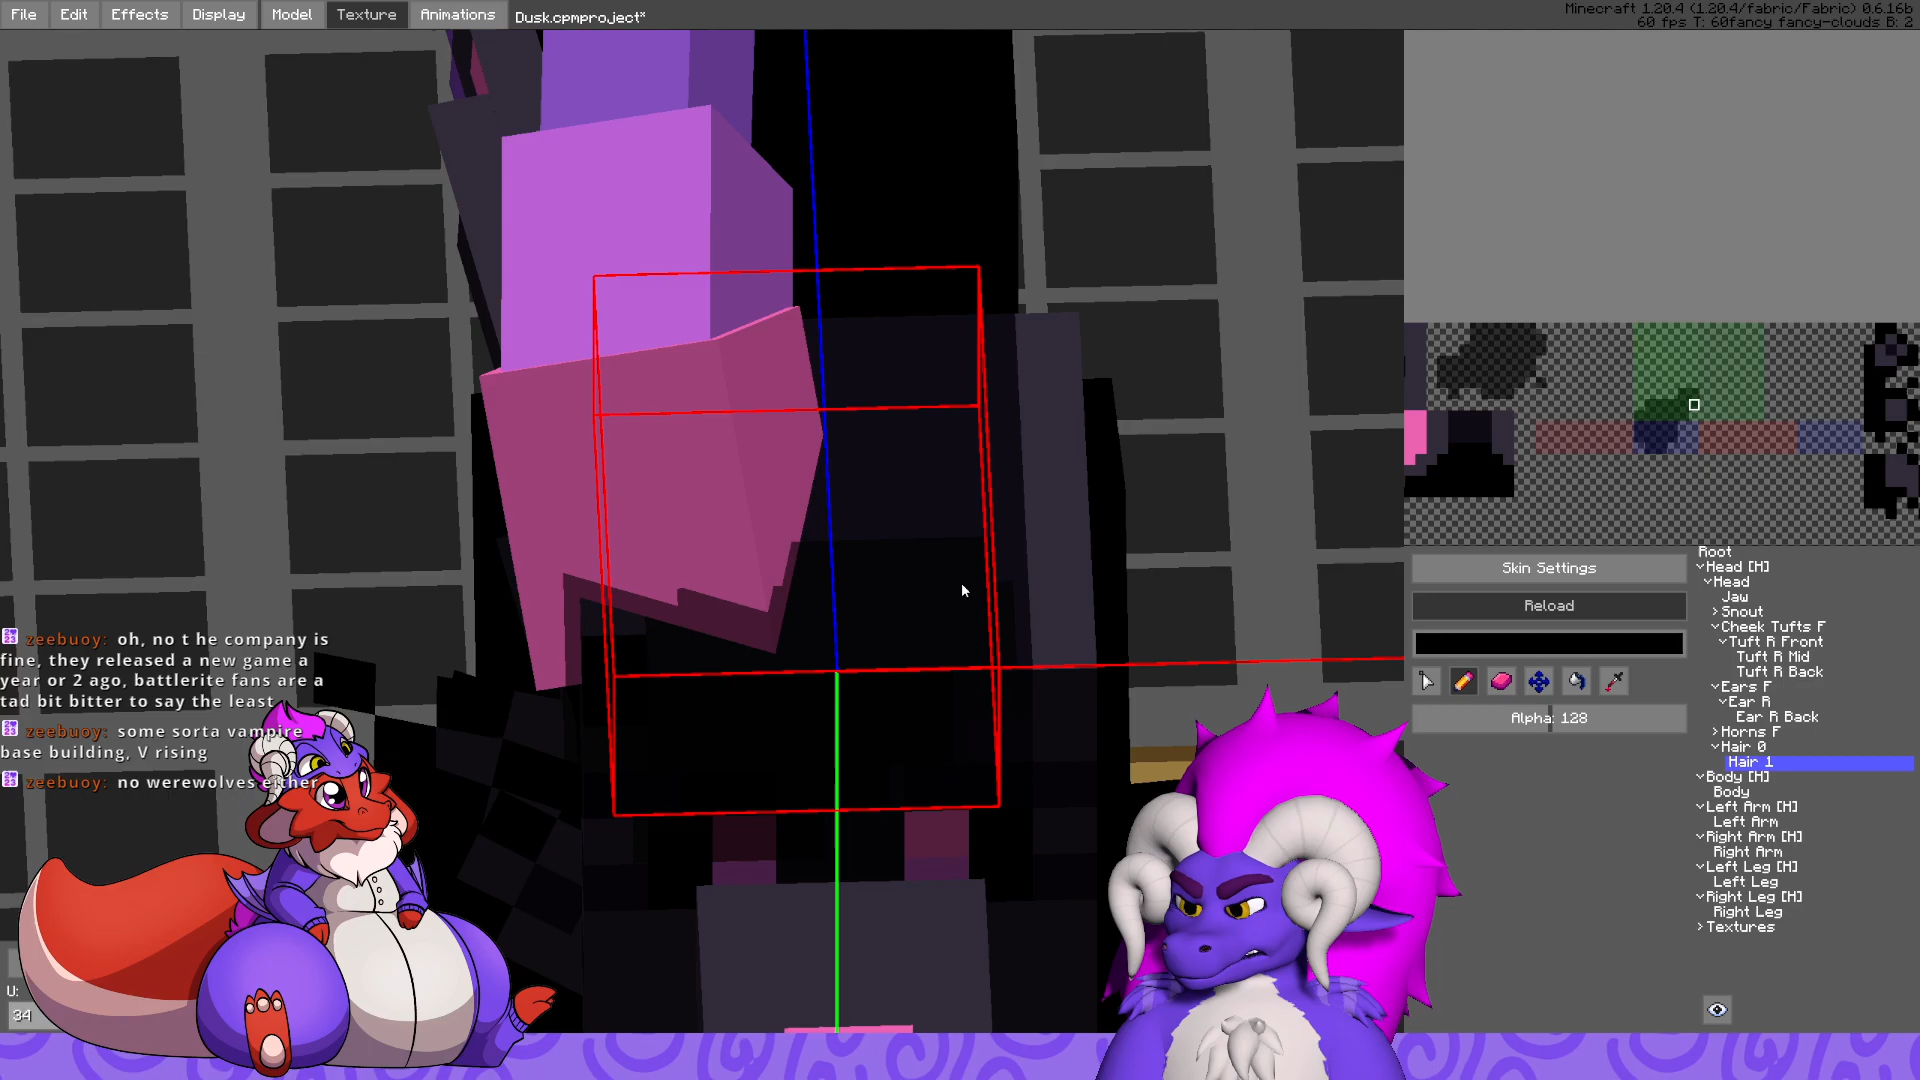 File Edit Effects Display Model Texture Animations Dusk.cpmproject*
Minecraft 1.20.4 (1.20.4/fabric/Fabric) 0.6.16b
60 fps T: 60fancy fancy-clouds B: 2
Skin Settings
Reload
Alpha: 128
Root
Head [H]
Head
Jaw
Snout
Cheek Tufts F
Tuft R Front
Tuft R Mid
Tuft R Back
Ears F
Ear R
Ear R Back
Horns F
Hair 0
Hair 1
Body [H]
Body
Left Arm [H]
Left Arm
Right Arm [H]
Right Arm
Left Leg [H]
Left Leg
Right Leg [H]
Right Leg
Textures
zeebuoy: oh, no t he company is
fine, they released a new game a
year or 2 ago, battlerite fans are a
tad bit bitter to say the least
zeebuoy: some sorta vampire
base building, V rising
zeebuoy: no werewolves either
U:
34